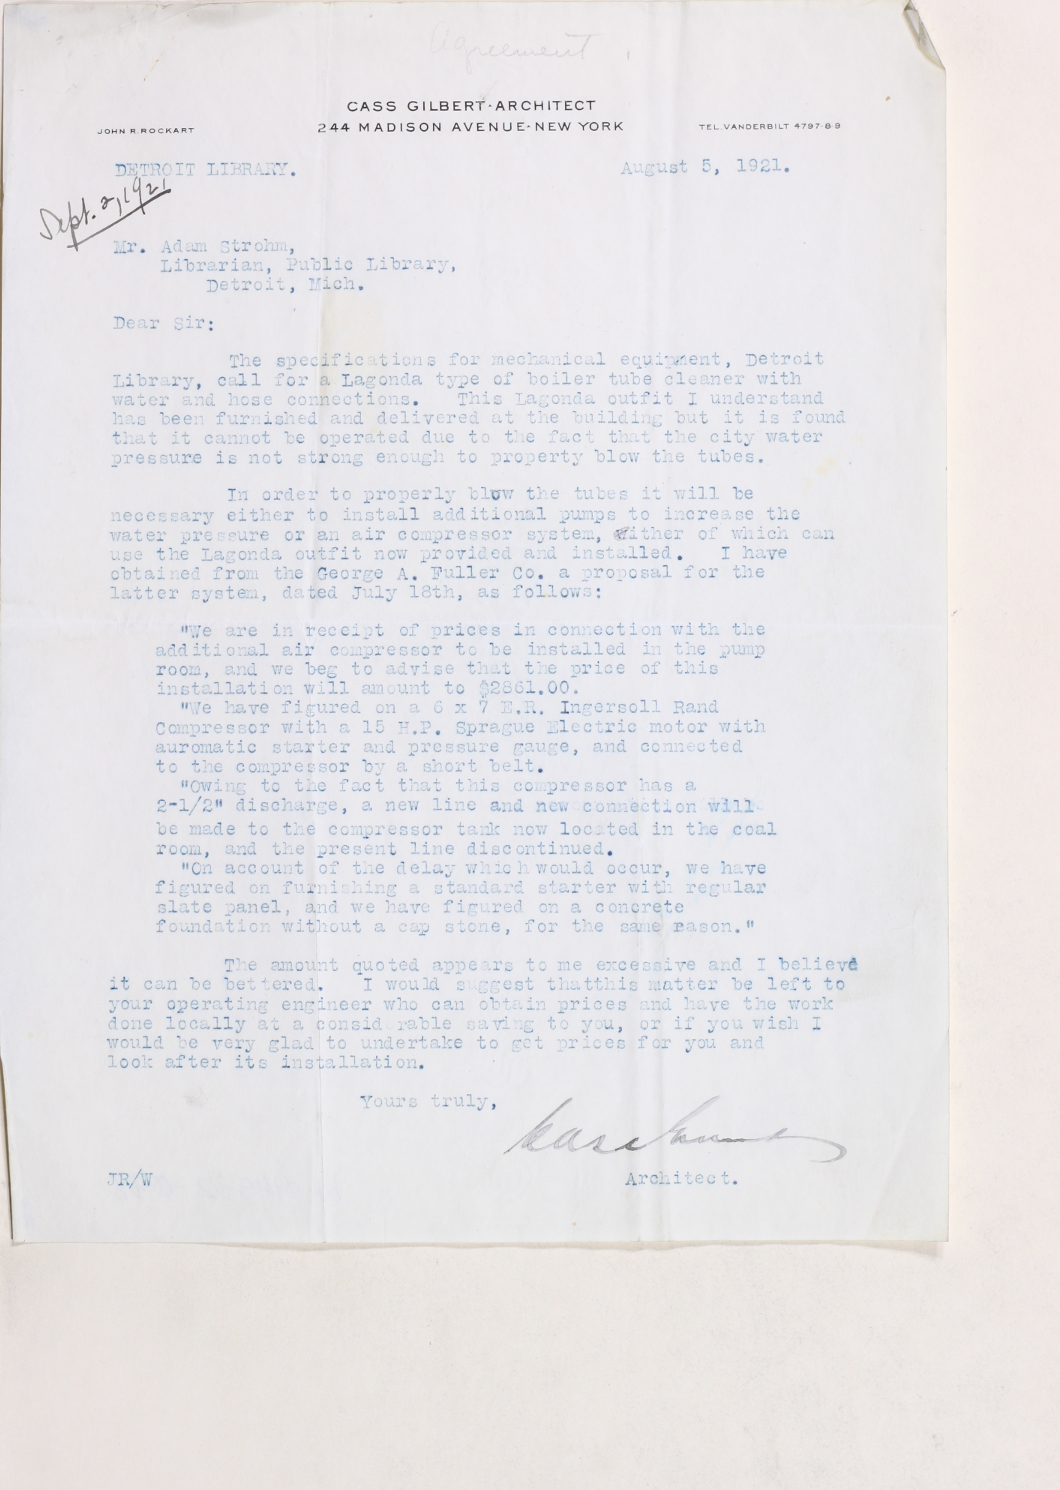 Agreement
CASS GILBERT-ARCHITECT
JOHN R. ROCKART 244 MADISON AVENUE-NEW YORK TEL. VANDERBILT 4797-8-9
DETROIT LIBRARY. August 5, 1921.
Sept. 2, 1921
Mr. Adam Strohm,
Librarian, Public Library,
Detroit, Mich.
Dear Sir:
The specifications for mechanical equipment, Detroit
Library, call for a Lagonda type of boiler tube cleaner with
water and hose connections. This Lagonda outfit I understand
has been furnished and delivered at the building but it is found
that it cannot be operated due to the fact that the city water
pressure is not strong enough to property blow the tubes.
In order to properly blow the tubes it will be
necessary either to install additional pumps to increase the
water pressure or an air compressor system, either of which can
use the Lagonda outfit now provided and installed. I have
obtained from the George A. Fuller Co. a proposal for the
latter system, dated July 18th, as follows:
"We are in receipt of prices in connection with the
additional air compressor to be installed in the pump
room, and we beg to advise that the price of this
installation will amount to $2861.00.
"We have figured on a 6 x 7 E.R. Ingersoll Rand
Compressor with a 15 H.P. Sprague Electric motor with
auromatic starter and pressure gauge, and connected
to the compressor by a short belt.
"Owing to the fact that this compressor has a
2-1/2" discharge, a new line and new connection will
be made to the compressor tank now located in the coal
room, and the present line discontinued.
"On account of the delay which would occur, we have
figured on furnishing a standard starter with regular
slate panel, and we have figured on a concrete
foundation without a cap stone, for the same rason."
The amount quoted appears to me excessive and I believe
it can be bettered. I would suggest thatthis matter be left to
your operating engineer who can obtain prices and have the work
done locally at a considerable saving to you, or if you wish I
would be very glad to undertake to get prices for you and
look after its installation.
Yours truly,
Cass Gilbert
JR/W Architect.